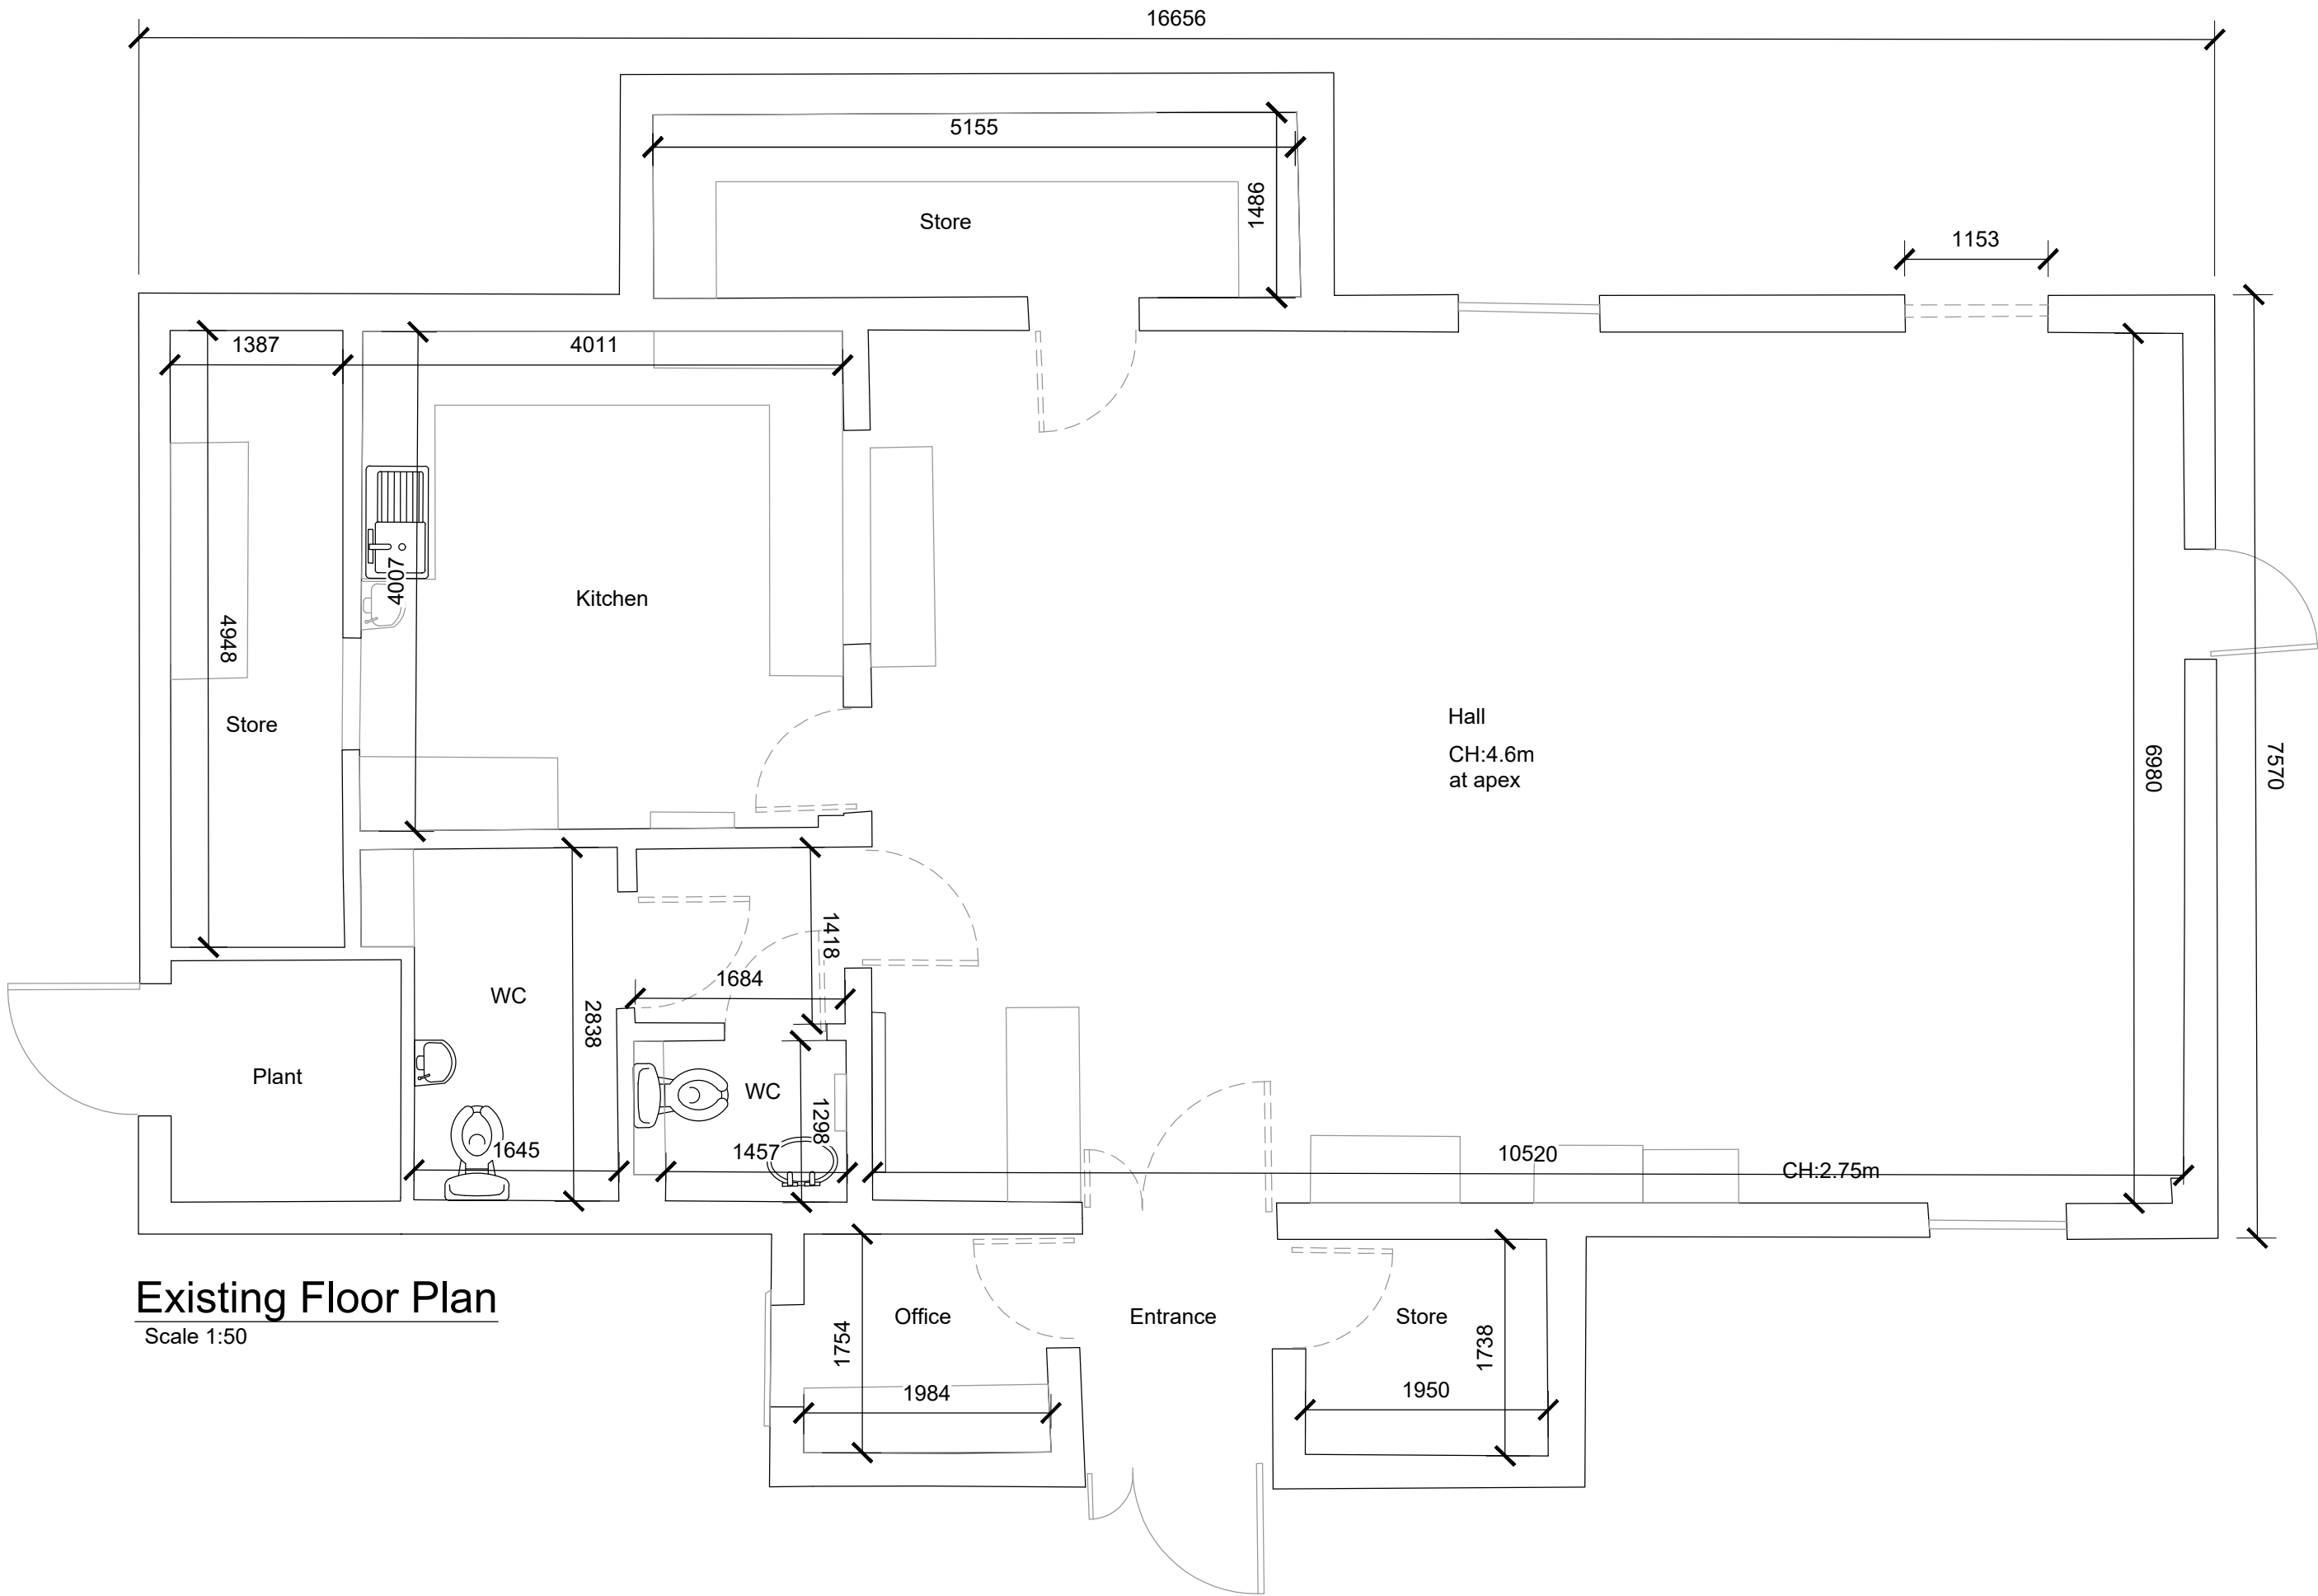 16656
5155
1486
Store
1153
1387
4011
4007
Kitchen
4948
Store
Hall
CH:4.6m
at apex
6980
7570
1418
1684
WC
2838
Plant
WC
1298
1645
1457
10520
CH:2.75m
Existing Floor Plan
Scale 1:50
Office
Entrance
Store
1754
1738
1984
1950